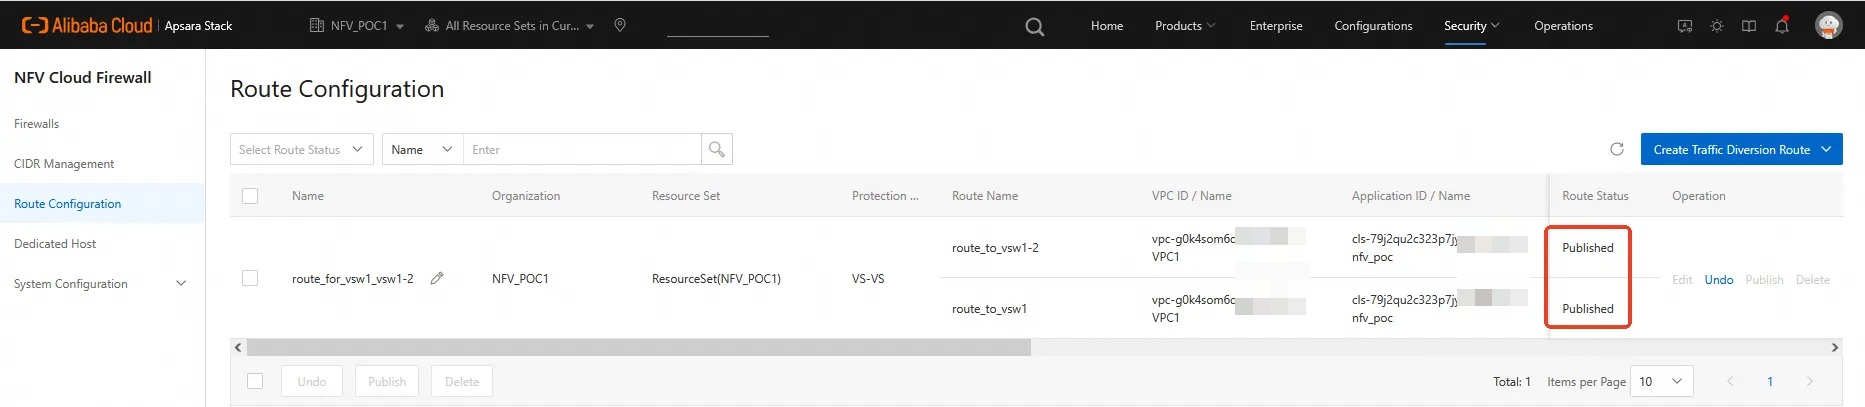 Alibaba Cloud | Apsara Stack NFV_POC1 All Resource Sets in Cur... Home Products Enterprise Configurations Security Operations
NFV Cloud Firewall
Firewalls
CIDR Management
Route Configuration
Dedicated Host
System Configuration
Route Configuration
Select Route Status Name Enter Create Traffic Diversion Route
Name Organization Resource Set Protection ... Route Name VPC ID / Name Application ID / Name Route Status Operation
route_for_vsw1_vsw1-2 NFV_POC1 ResourceSet(NFV_POC1) VS-VS
route_to_vsw1-2 vpc-g0k4som6c cls-79j2qu2c323p7jy Published
VPC1 nfv_poc
Edit Undo Publish Delete
route_to_vsw1 vpc-g0k4som6c cls-79j2qu2c323p7jy Published
VPC1 nfv_poc
Undo Publish Delete Total: 1 Items per Page 10 1